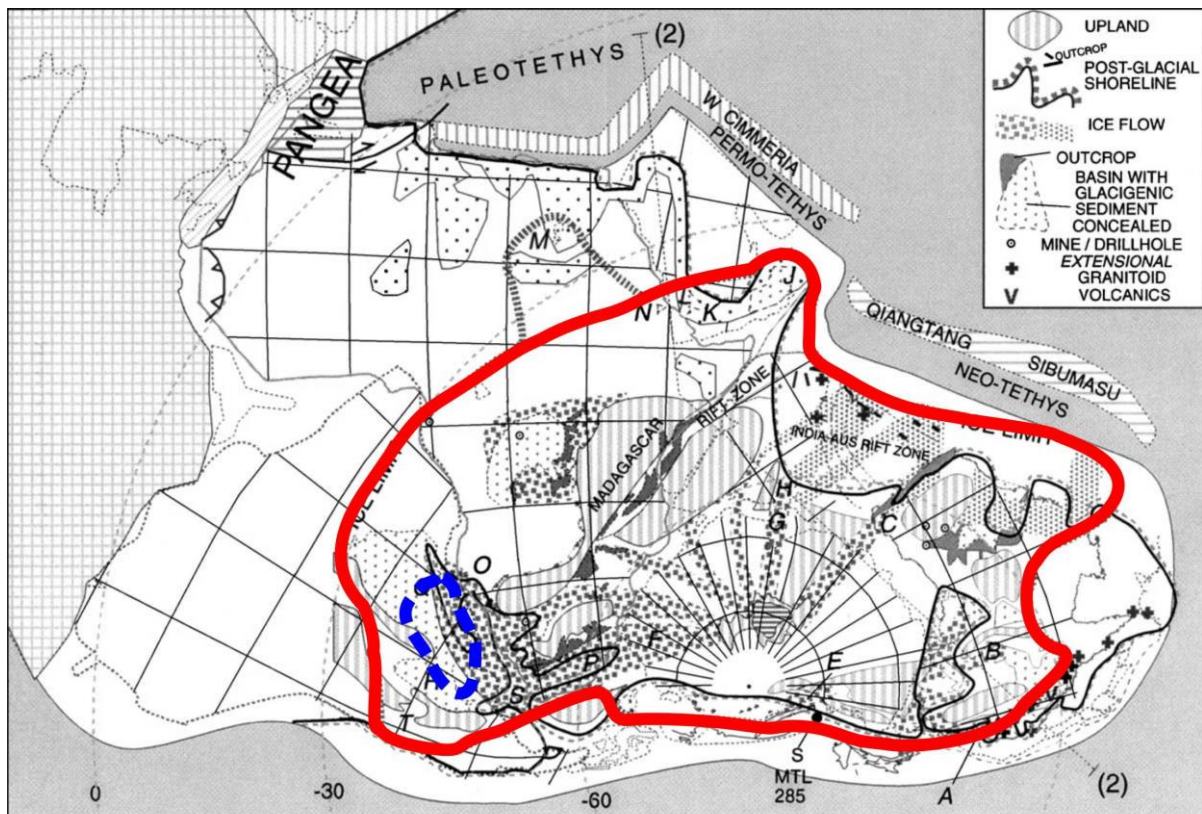 PANGEA
PALEOTETHYS
(2)
W CIMMERIA
PERMO-TETHYS
QIANGTANG
SIBUMASU
NEO-TETHYS
UPLAND
OUTCROP
POST-GLACIAL
SHORELINE
ICE FLOW
OUTCROP
BASIN WITH
GLACIGENIC
SEDIMENT
CONCEALED
MINE / DRILLHOLE
EXTENSIONAL
GRANITOID
VOLCANICS
M
J
N
K
ICE LIMIT
RIFT ZONE
MADAGASCAR
INDIA-AUS RIFT ZONE
H
G
C
O
F
E
B
P
S
T
D
S
MTL
285
A
(2)
0
-30
-60